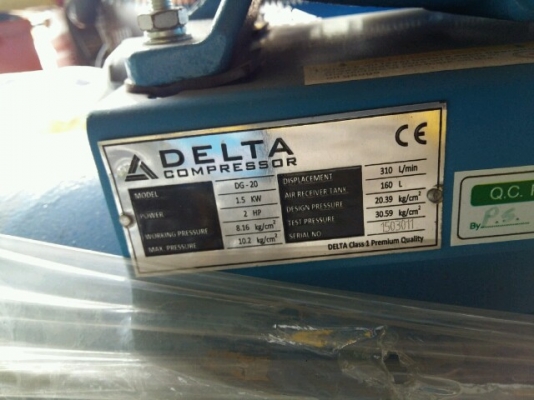 DELTA
COMPRESSOR
CE
MODEL DG - 20
POWER 1.5 KW
2 HP
WORKING PRESSURE 8.16 kg/cm²
MAX. PRESSURE 10.2 kg/cm²
DISPLACEMENT 310 L/min
AIR RECEIVER TANK 160 L
DESIGN PRESSURE 20.39 kg/cm²
TEST PRESSURE 30.59 kg/cm²
SERIAL NO 1503011
DELTA Class 1 Premium Quality
Q.C.
By